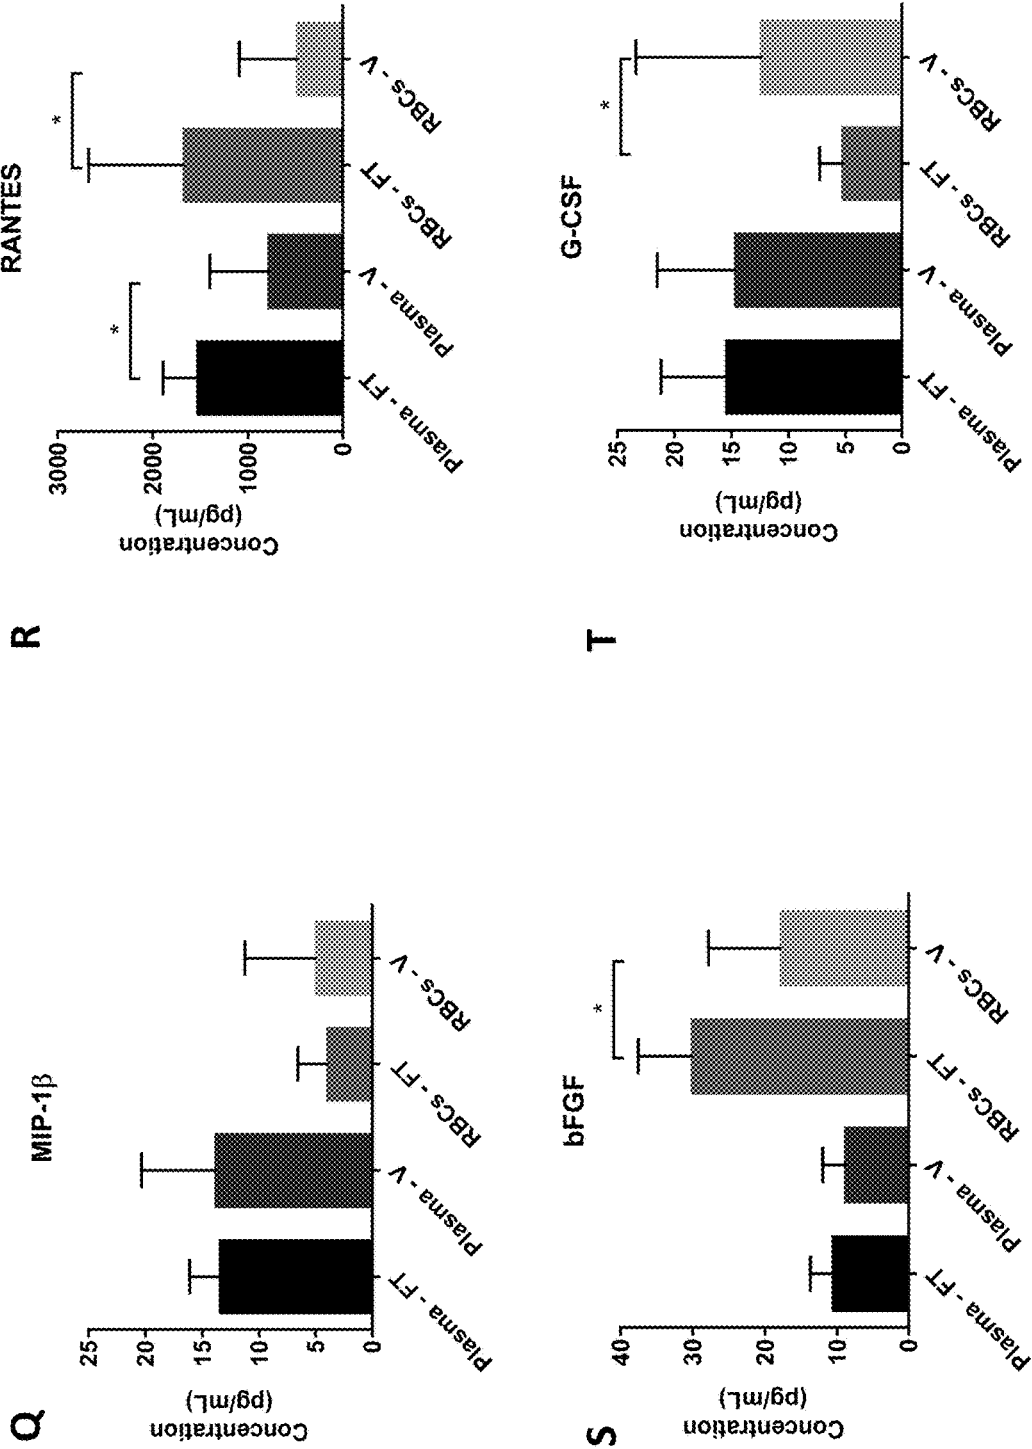 Q
MIP-1β
Concentration
(pg/mL)
25
20
15
10
5
0
Plasma - FT
Plasma - V
RBCs - FT
RBCs - V
R
RANTES
Concentration
(pg/mL)
3000
2000
1000
0
*
*
Plasma - FT
Plasma - V
RBCs - FT
RBCs - V
S
bFGF
Concentration
(pg/mL)
40
30
20
10
0
*
Plasma - FT
Plasma - V
RBCs - FT
RBCs - V
T
G-CSF
Concentration
(pg/mL)
25
20
15
10
5
0
*
Plasma - FT
Plasma - V
RBCs - FT
RBCs - V